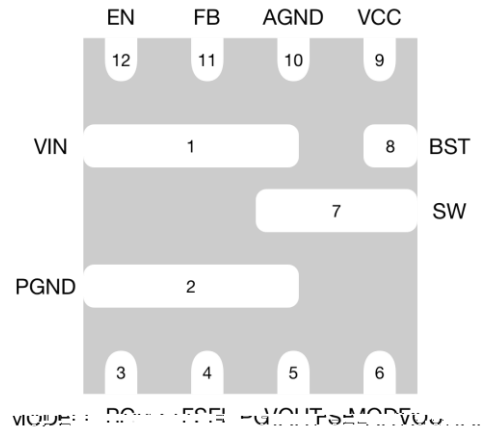 EN FB AGND VCC
12 11 10 9
VIN 1 8 BST
7 SW
PGND 2
3 4 5 6